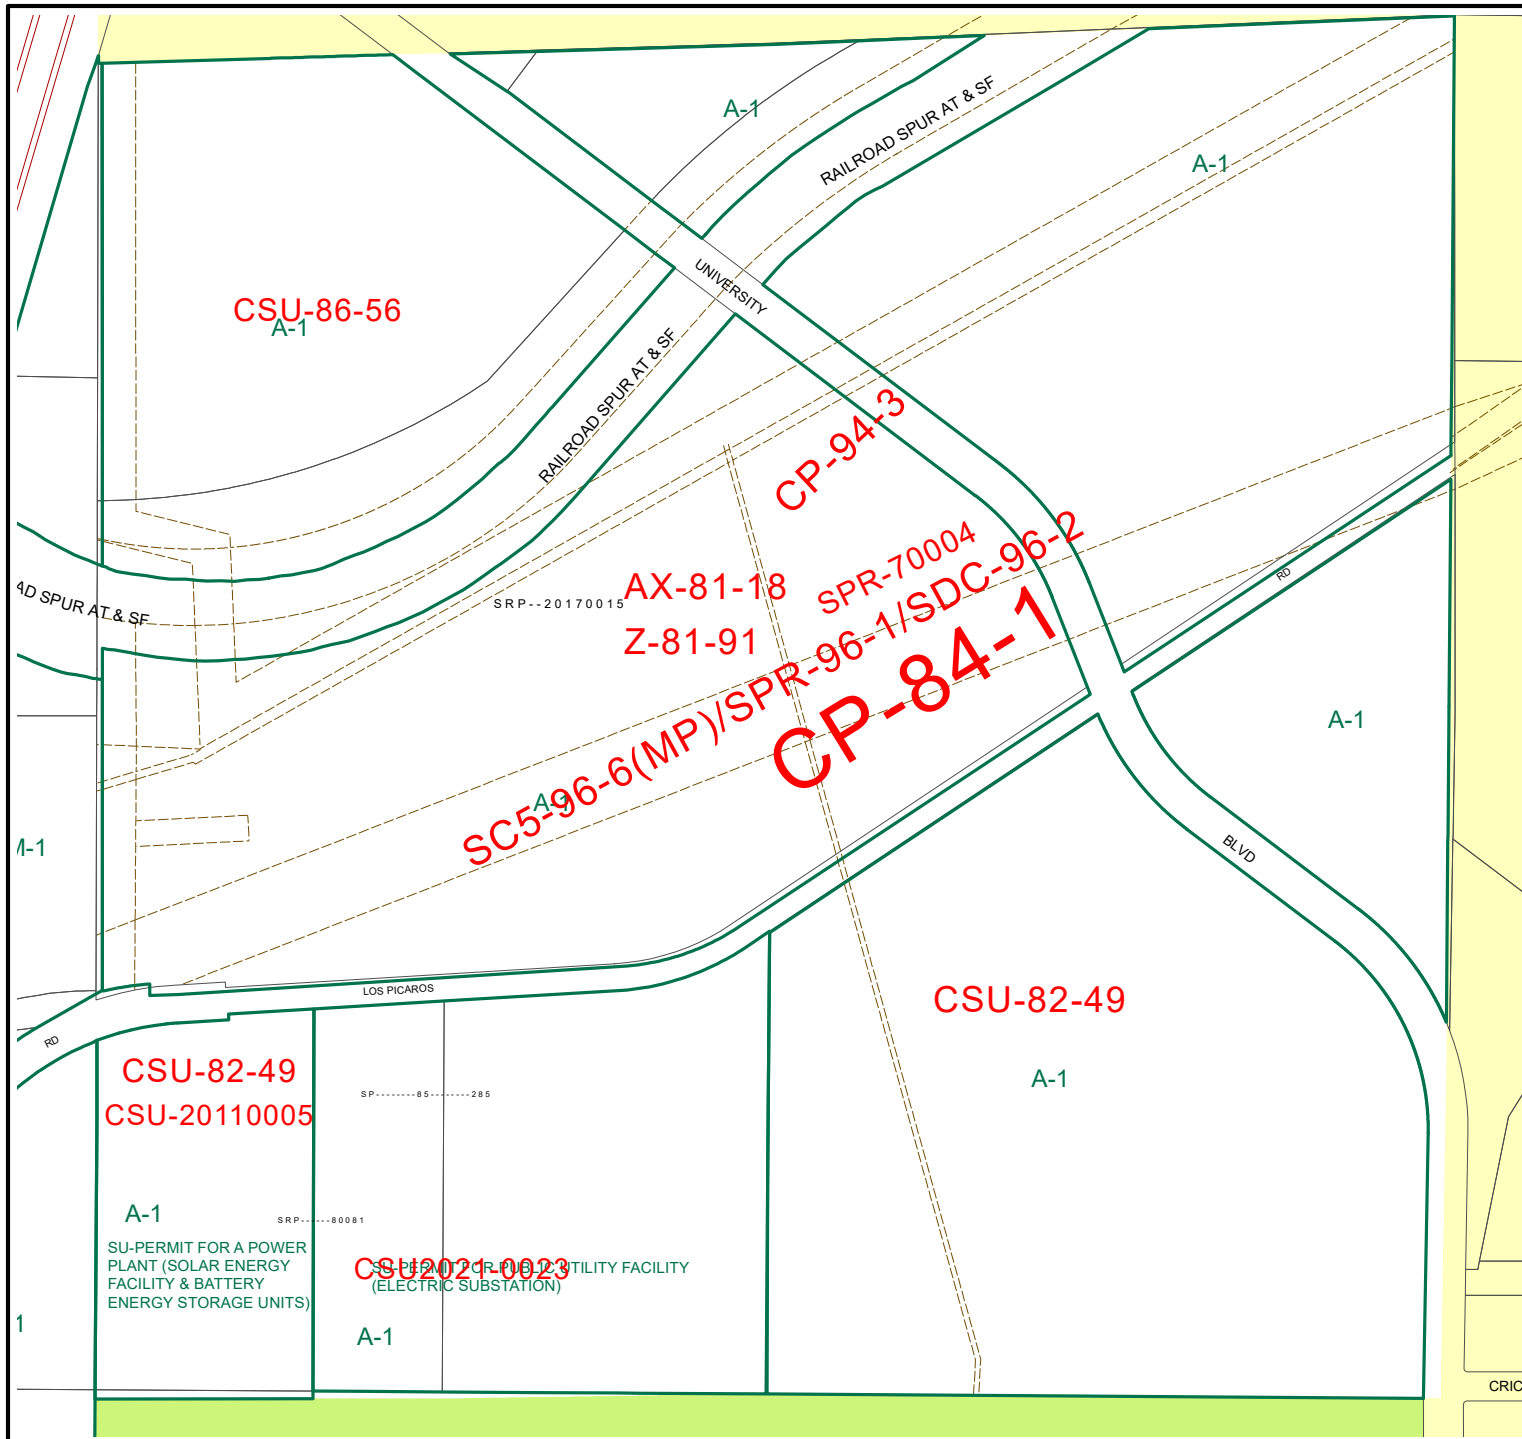 A-1
RAILROAD SPUR AT & SF
A-1
UNIVERSITY
CSU-86-56
A-1
RAILROAD SPUR AT & SF
CP-94-3
SPR-70004
RD
AX-81-18
SRP--20170015
AD SPUR AT & SF
Z-81-91
SC5-96-6(MP)/SPR-96-1/SDC-96-2
CP-84-1
A-1
A-1
M-1
BLVD
LOS PICAROS
CSU-82-49
RD
CSU-82-49
A-1
SP--------85--------285
CSU-20110005
A-1
SRP------80081
SU-PERMIT FOR A POWER
PLANT (SOLAR ENERGY
FACILITY & BATTERY
ENERGY STORAGE UNITS)
CSU2021-0023
SU-PERMIT FOR PUBLIC UTILITY FACILITY
(ELECTRIC SUBSTATION)
1
A-1
CRIC